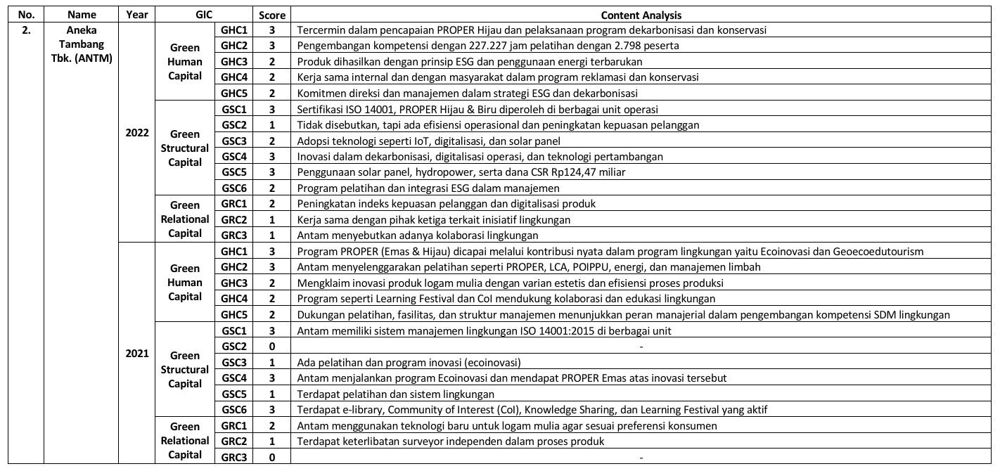 No. Name Year GIC Score Content Analysis
2. Aneka Tambang Tbk. (ANTM) 2022 Green Human Capital GHC1 3 Tercermin dalam pencapaian PROPER Hijau dan pelaksanaan program dekarbonisasi dan konservasi
GHC2 3 Pengembangan kompetensi dengan 227.227 jam pelatihan dengan 2.798 peserta
GHC3 2 Produk dihasilkan dengan prinsip ESG dan penggunaan energi terbarukan
GHC4 2 Kerja sama internal dan dengan masyarakat dalam program reklamasi dan konservasi
GHC5 2 Komitmen direksi dan manajemen dalam strategi ESG dan dekarbonisasi
Green Structural Capital GSC1 3 Sertifikasi ISO 14001, PROPER Hijau & Biru diperoleh di berbagai unit operasi
GSC2 1 Tidak disebutkan, tapi ada efisiensi operasional dan peningkatan kepuasan pelanggan
GSC3 2 Adopsi teknologi seperti IoT, digitalisasi, dan solar panel
GSC4 3 Inovasi dalam dekarbonisasi, digitalisasi operasi, dan teknologi pertambangan
GSC5 3 Penggunaan solar panel, hydropower, serta dana CSR Rp124,47 miliar
GSC6 2 Program pelatihan dan integrasi ESG dalam manajemen
Green Relational Capital GRC1 2 Peningkatan indeks kepuasan pelanggan dan digitalisasi produk
GRC2 1 Kerja sama dengan pihak ketiga terkait inisiatif lingkungan
GRC3 1 Antam menyebutkan adanya kolaborasi lingkungan
2021 Green Human Capital GHC1 3 Program PROPER (Emas & Hijau) dicapai melalui kontribusi nyata dalam program lingkungan yaitu Ecoinovasi dan Geoecoedutourism
GHC2 3 Antam menyelenggarakan pelatihan seperti PROPER, LCA, POIPPU, energi, dan manajemen limbah
GHC3 2 Mengklaim inovasi produk logam mulia dengan varian estetis dan efisiensi proses produksi
GHC4 2 Program seperti Learning Festival dan CoI mendukung kolaborasi dan edukasi lingkungan
GHC5 2 Dukungan pelatihan, fasilitas, dan struktur manajemen menunjukkan peran manajerial dalam pengembangan kompetensi SDM lingkungan
Green Structural Capital GSC1 3 Antam memiliki sistem manajemen lingkungan ISO 14001:2015 di berbagai unit
GSC2 0 -
GSC3 1 Ada pelatihan dan program inovasi (ecoinovasi)
GSC4 3 Antam menjalankan program Ecoinovasi dan mendapat PROPER Emas atas inovasi tersebut
GSC5 1 Terdapat pelatihan dan sistem lingkungan
GSC6 3 Terdapat e-library, Community of Interest (CoI), Knowledge Sharing, dan Learning Festival yang aktif
Green Relational Capital GRC1 2 Antam menggunakan teknologi baru untuk logam mulia agar sesuai preferensi konsumen
GRC2 1 Terdapat keterlibatan surveyor independen dalam proses produk
GRC3 0 -